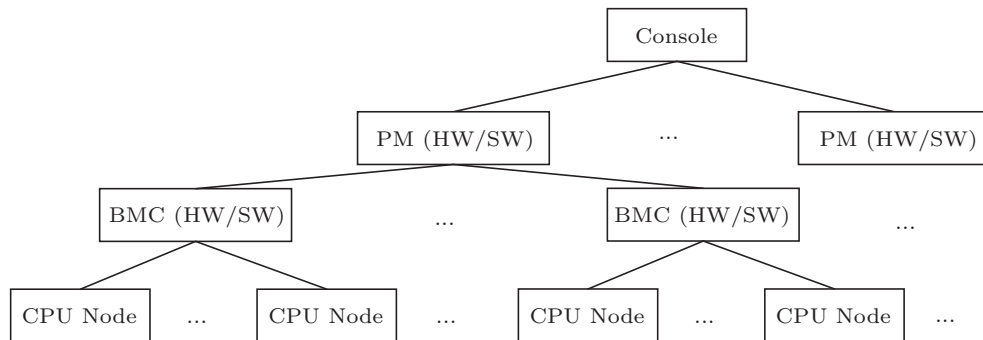 Console
PM (HW/SW) ... PM (HW/SW)
BMC (HW/SW) ... BMC (HW/SW) ...
CPU Node ... CPU Node ... CPU Node ... CPU Node ...